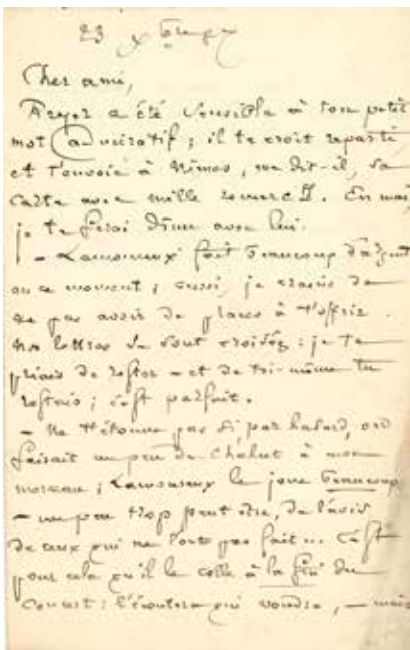 23 Xbre 
Cher ami,
a été sensible à ton petit
mot admiratif ; il te croit reparti
et t'envoie à Nîmes, me dit-il, sa
carte avec mille remerc I. En mai
je te ferai dîner avec lui.
– Lamoureux fait beaucoup d'argent
en ce moment ; aussi, je crains de
ne pas avoir de places à t'offrir.
Nos lettres se sont croisées : je te
priais de rester – et de toi-même tu
restais ; c'est parfait.
– Ne t'étonne pas si, par hasard, on
faisait un peu de chahut à mon
morceau ; Lamoureux le joue beaucoup,
– un peu trop peut être, de l'avis
de ceux qui ne l'ont pas fait... C'est
pour cela qu'il le colle à la fin du
concert : l'écoutera qui voudra, – mais